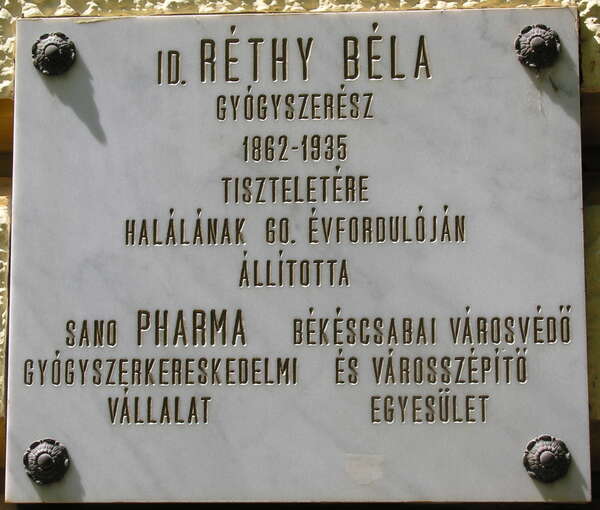 ID. RÉTHY BÉLA
GYÓGYSZERÉSZ
1862-1935
TISZTELETÉRE
HALÁLÁNAK 60. ÉVFORDULÓJÁN
ÁLLÍTOTTA
SANO PHARMA
GYÓGYSZERKERESKEDELMI
VÁLLALAT
BÉKÉSCSABAI VÁROSVÉDŐ
ÉS VÁROSSZÉPÍTŐ
EGYESÜLET